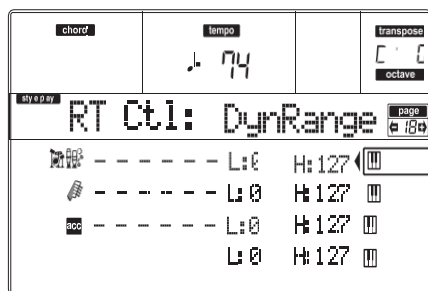 chord tempo transpose
74
octave
style play RT Ctl: DynRange page
18
L:0 H:127
L:0 H:127
acc L:0 H:127
L:0 H:127